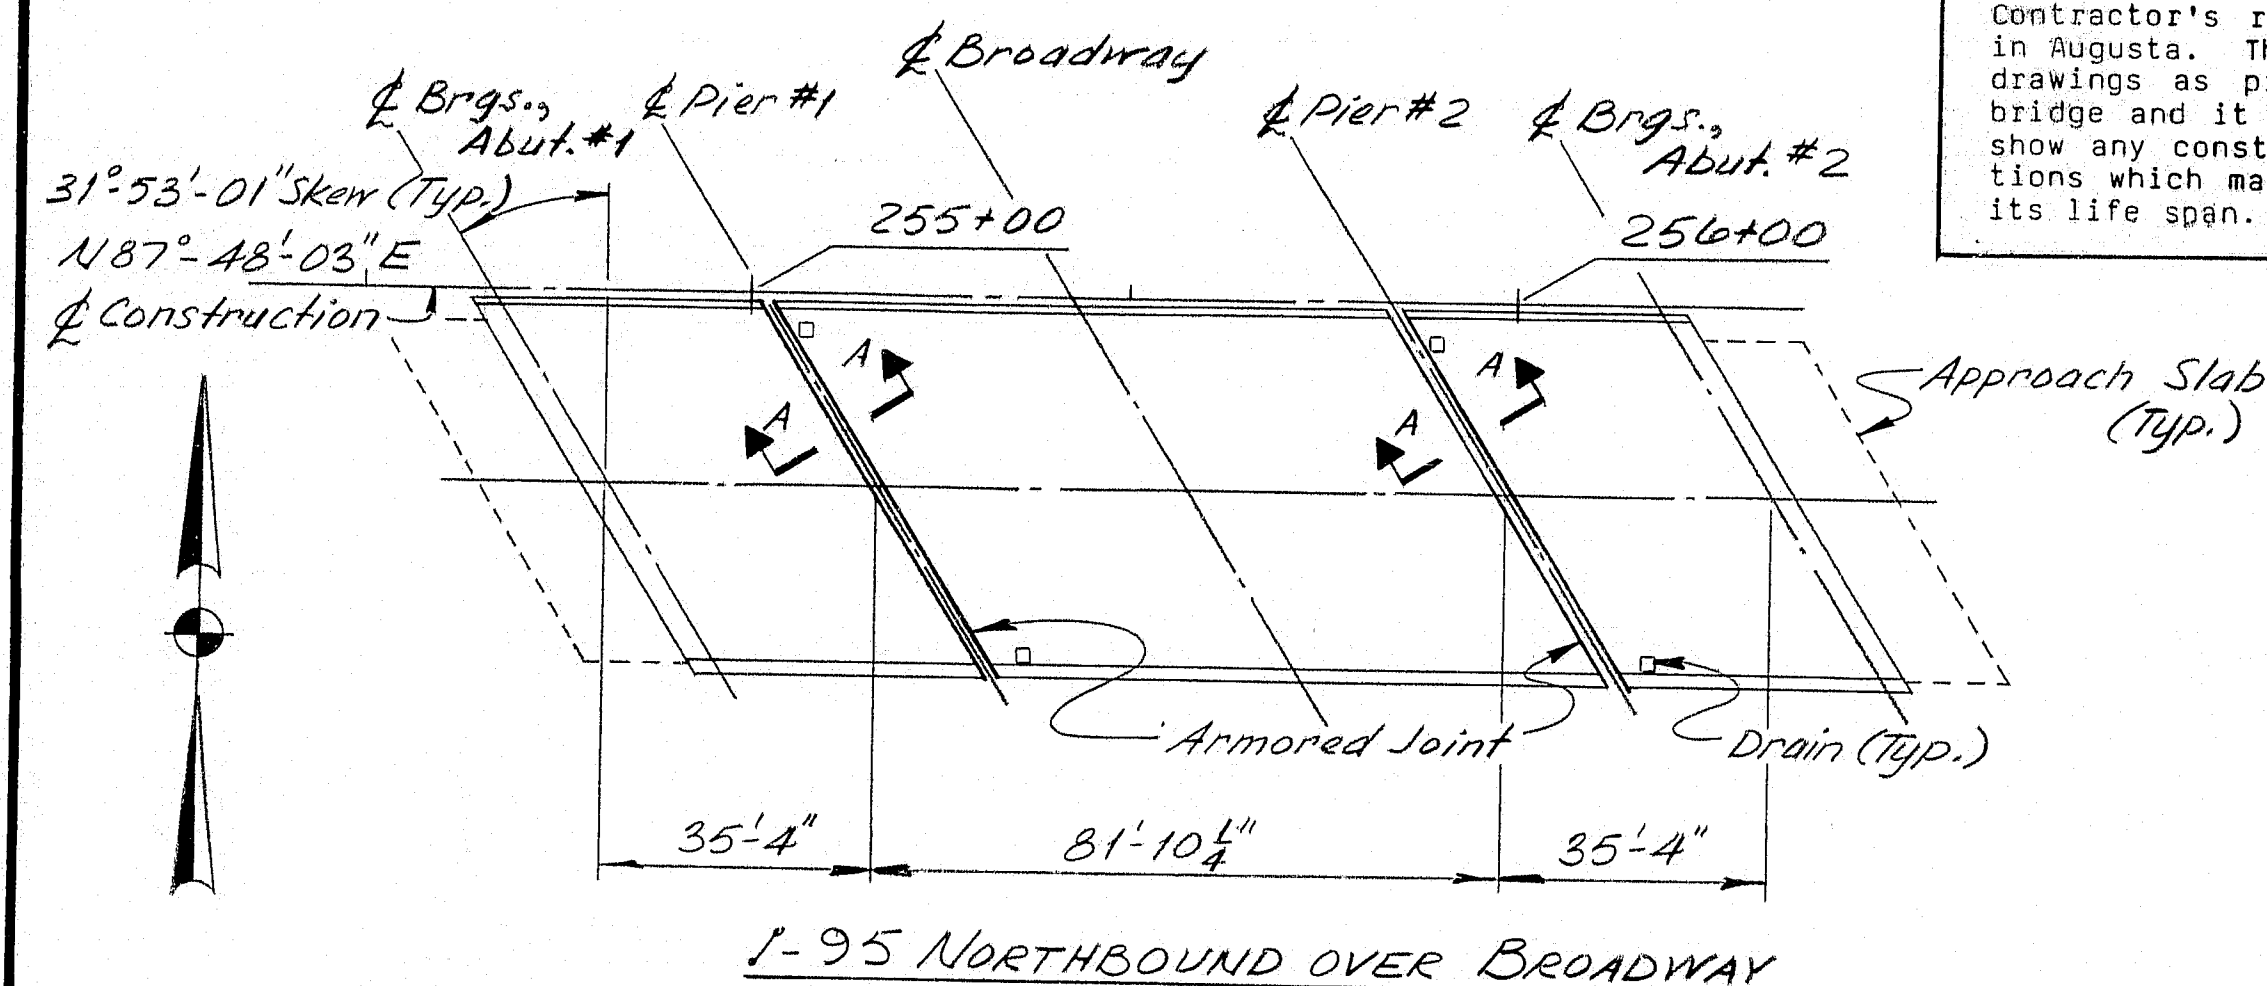 Contractor's r
in Augusta. Th
drawings as p
bridge and it
show any const
tions which ma
its life span.
℄ Broadway
℄ Brgs.,
Abut. #1
℄ Pier #1
℄ Pier #2
℄ Brgs.,
Abut. #2
31°-53'-01" Skew (Typ.)
N87°-48'-03" E
℄ Construction
255+00
256+00
A
A
A
A
Approach Slab
(Typ.)
Armored Joint
Drain (Typ.)
35'-4"
81'-10 1/4"
35'-4"
I-95 NORTHBOUND OVER BROADWAY